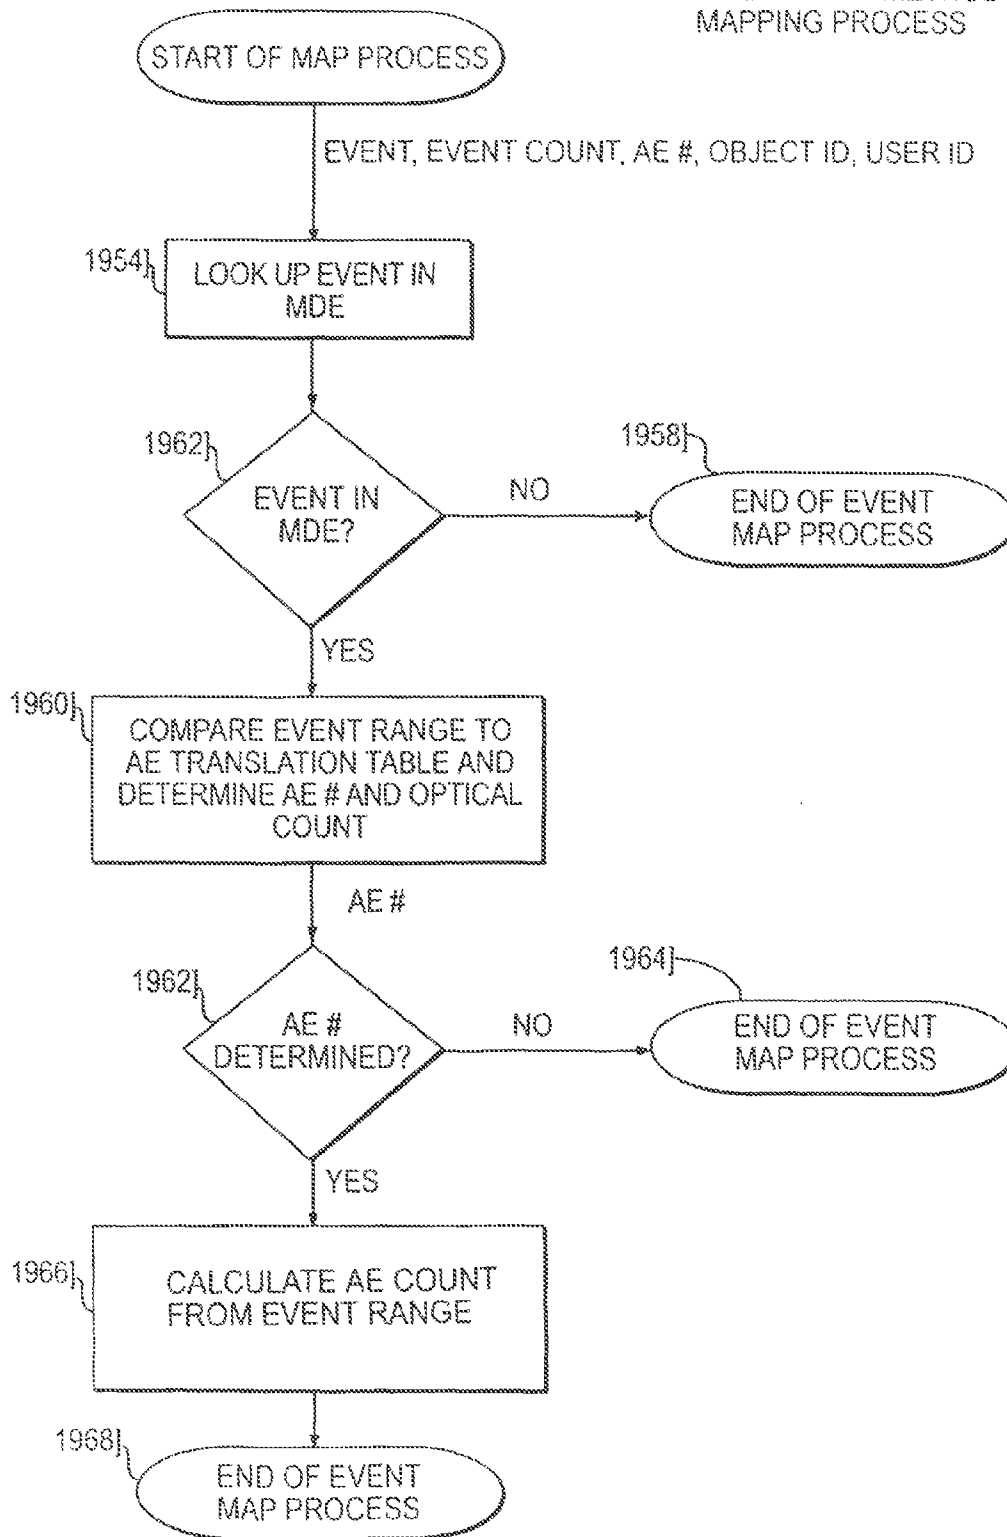 MAPPING PROCESS
START OF MAP PROCESS
EVENT, EVENT COUNT, AE #, OBJECT ID, USER ID
1954]
LOOK UP EVENT IN
MDE
1962]
EVENT IN
MDE?
NO
1958]
END OF EVENT
MAP PROCESS
YES
1960]
COMPARE EVENT RANGE TO
AE TRANSLATION TABLE AND
DETERMINE AE # AND OPTICAL
COUNT
AE #
1962]
AE #
DETERMINED?
NO
1964]
END OF EVENT
MAP PROCESS
YES
1966]
CALCULATE AE COUNT
FROM EVENT RANGE
1968]
END OF EVENT
MAP PROCESS